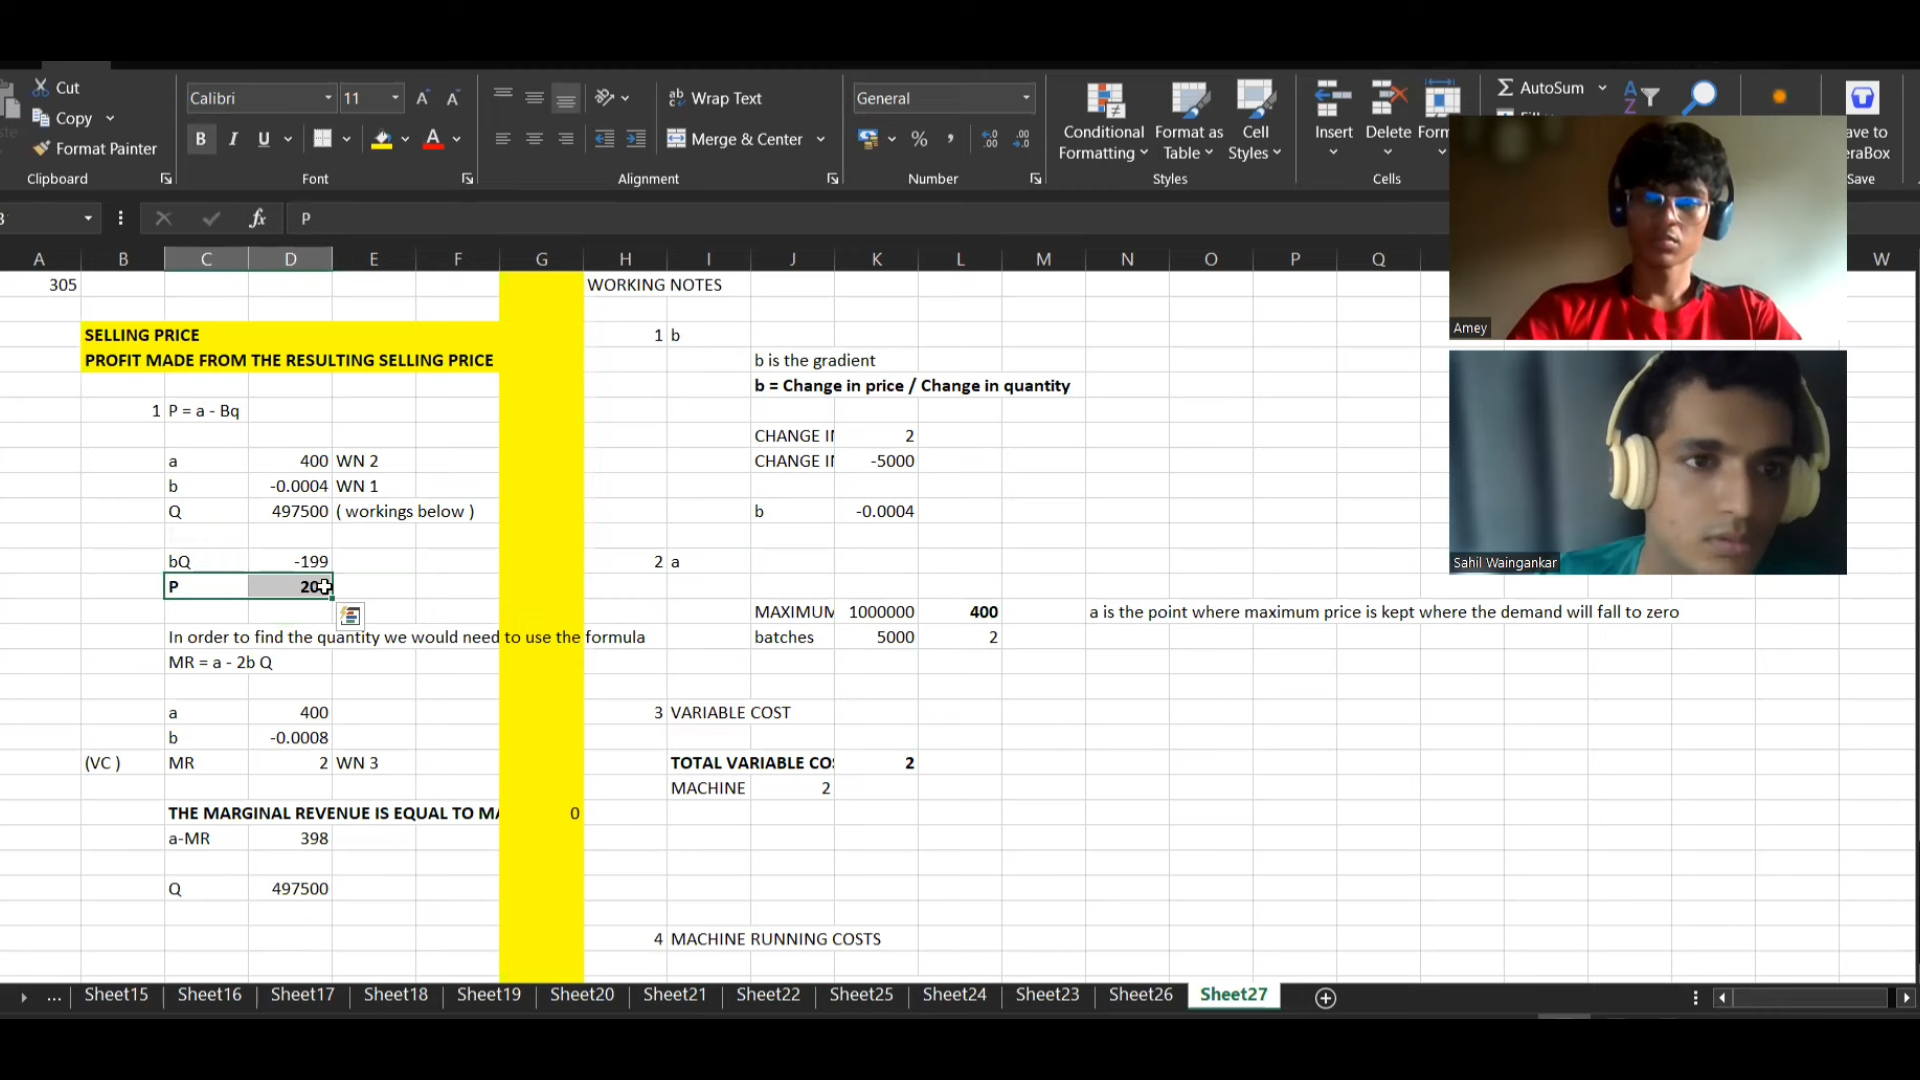 Cut
Copy
Format Painter
Clipboard
Calibri
11
B I U
Font
Wrap Text
Merge & Center
Alignment
General
Number
Conditional Formatting
Format as Table
Cell Styles
Styles
Insert
Delete
Cells
AutoSum
Save
fx P
A B C D E F G H I J K L M N O P Q W
305 WORKING NOTES
SELLING PRICE 1 b
PROFIT MADE FROM THE RESULTING SELLING PRICE b is the gradient
b = Change in price / Change in quantity
1 P = a - Bq
CHANGE 2
a 400 WN 2 CHANGE -5000
b -0.0004 WN 1
Q 497500 ( workings below ) b -0.0004
bQ -199 2 a
P
MAXIMUM 1000000 400 a is the point where maximum price is kept where the demand will fall to zero
In order to find the quantity we would need to use the formula batches 5000 2
MR = a - 2b Q
a 400 3 VARIABLE COST
b -0.0008
(VC ) MR 2 WN 3 TOTAL VARIABLE 2
MACHINE 2
THE MARGINAL REVENUE IS EQUAL TO 0
a-MR 398
Q 497500
4 MACHINE RUNNING COSTS
... Sheet15 Sheet16 Sheet17 Sheet18 Sheet19 Sheet20 Sheet21 Sheet22 Sheet25 Sheet24 Sheet23 Sheet26 Sheet27
Amey
Sahil Waingankar